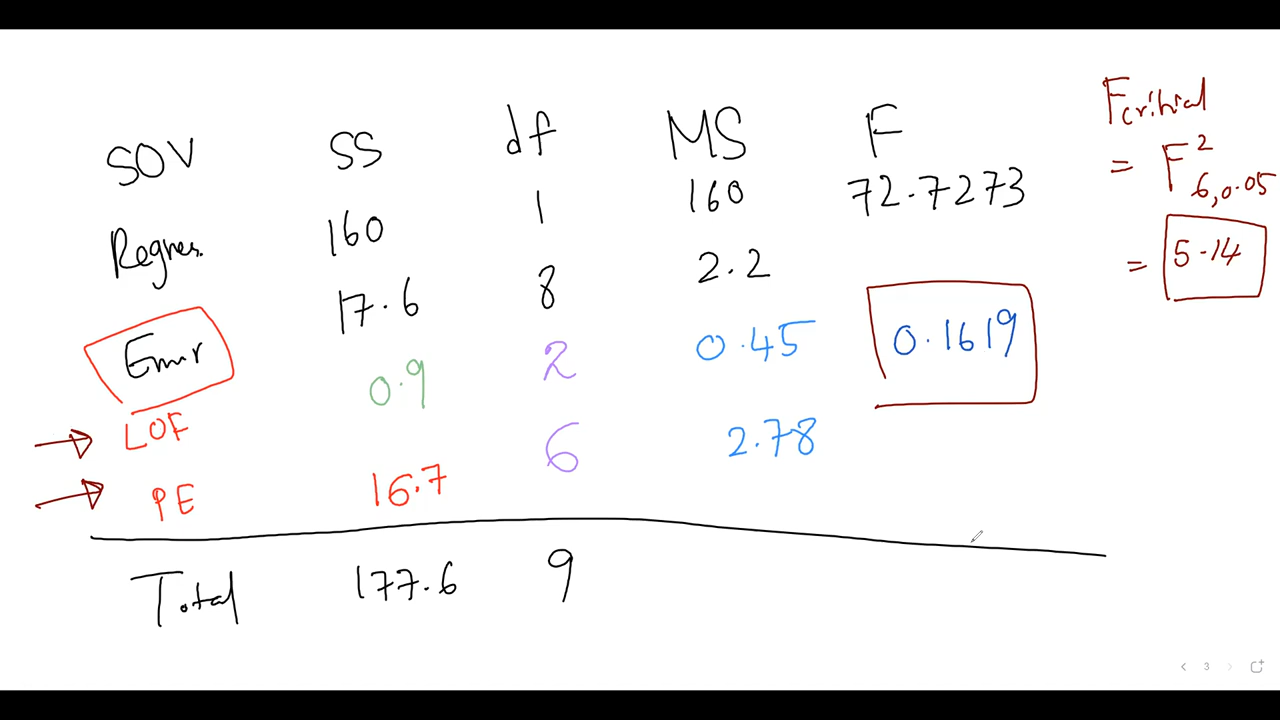 SOV SS df MS F
Regres. 160 1 160 72.7273
Error 17.6 8 2.2
LOF 0.9 2 0.45 0.1619
PE 16.7 6 2.78
Total 177.6 9
Fcritical
= F 2 6,0.05
= 5.14
3